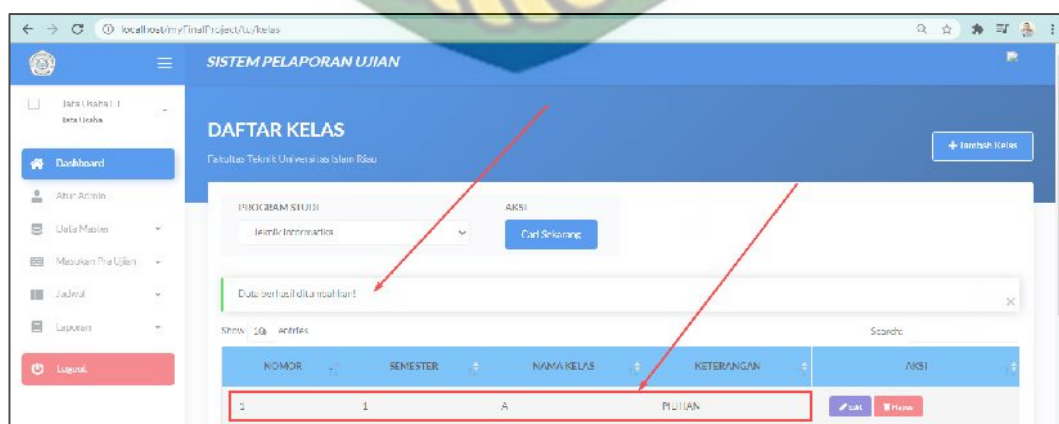 localhost/myFinalProject/tu/kelas
SISTEM PELAPORAN UJIAN
Tata Usaha
Tata Usaha
DAFTAR KELAS
Fakultas Teknik Universitas Islam Riau
+ Tambah Kelas
Dashboard
Atur Admin
Data Master
Masukan Pra Ujian
Jadwal
Laporan
Logout
PROGRAM STUDI
AKSI
Teknik Informatika
Cari Sekarang
Data berhasil ditambahkan!
×
Show 10 entries
Search:
NOMOR SEMESTER NAMA KELAS KETERANGAN AKSI
1 1 A PILIHAN Edit Hapus